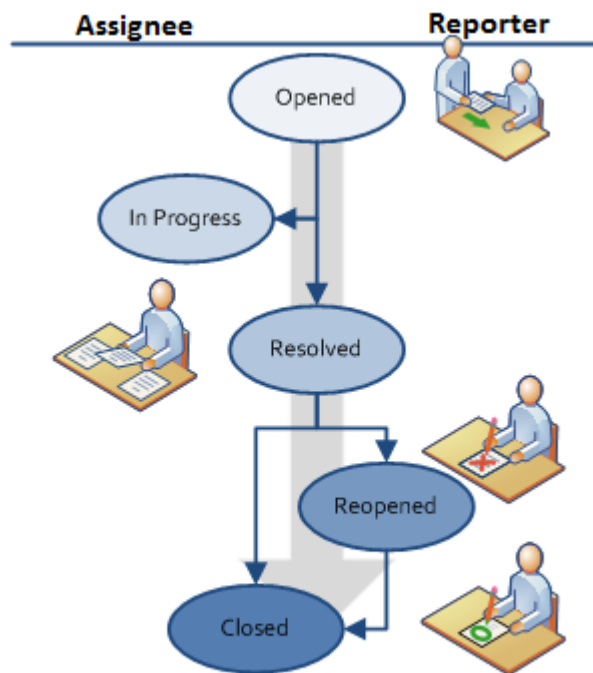 Assignee
Reporter
Opened
In Progress
Resolved
Reopened
Closed